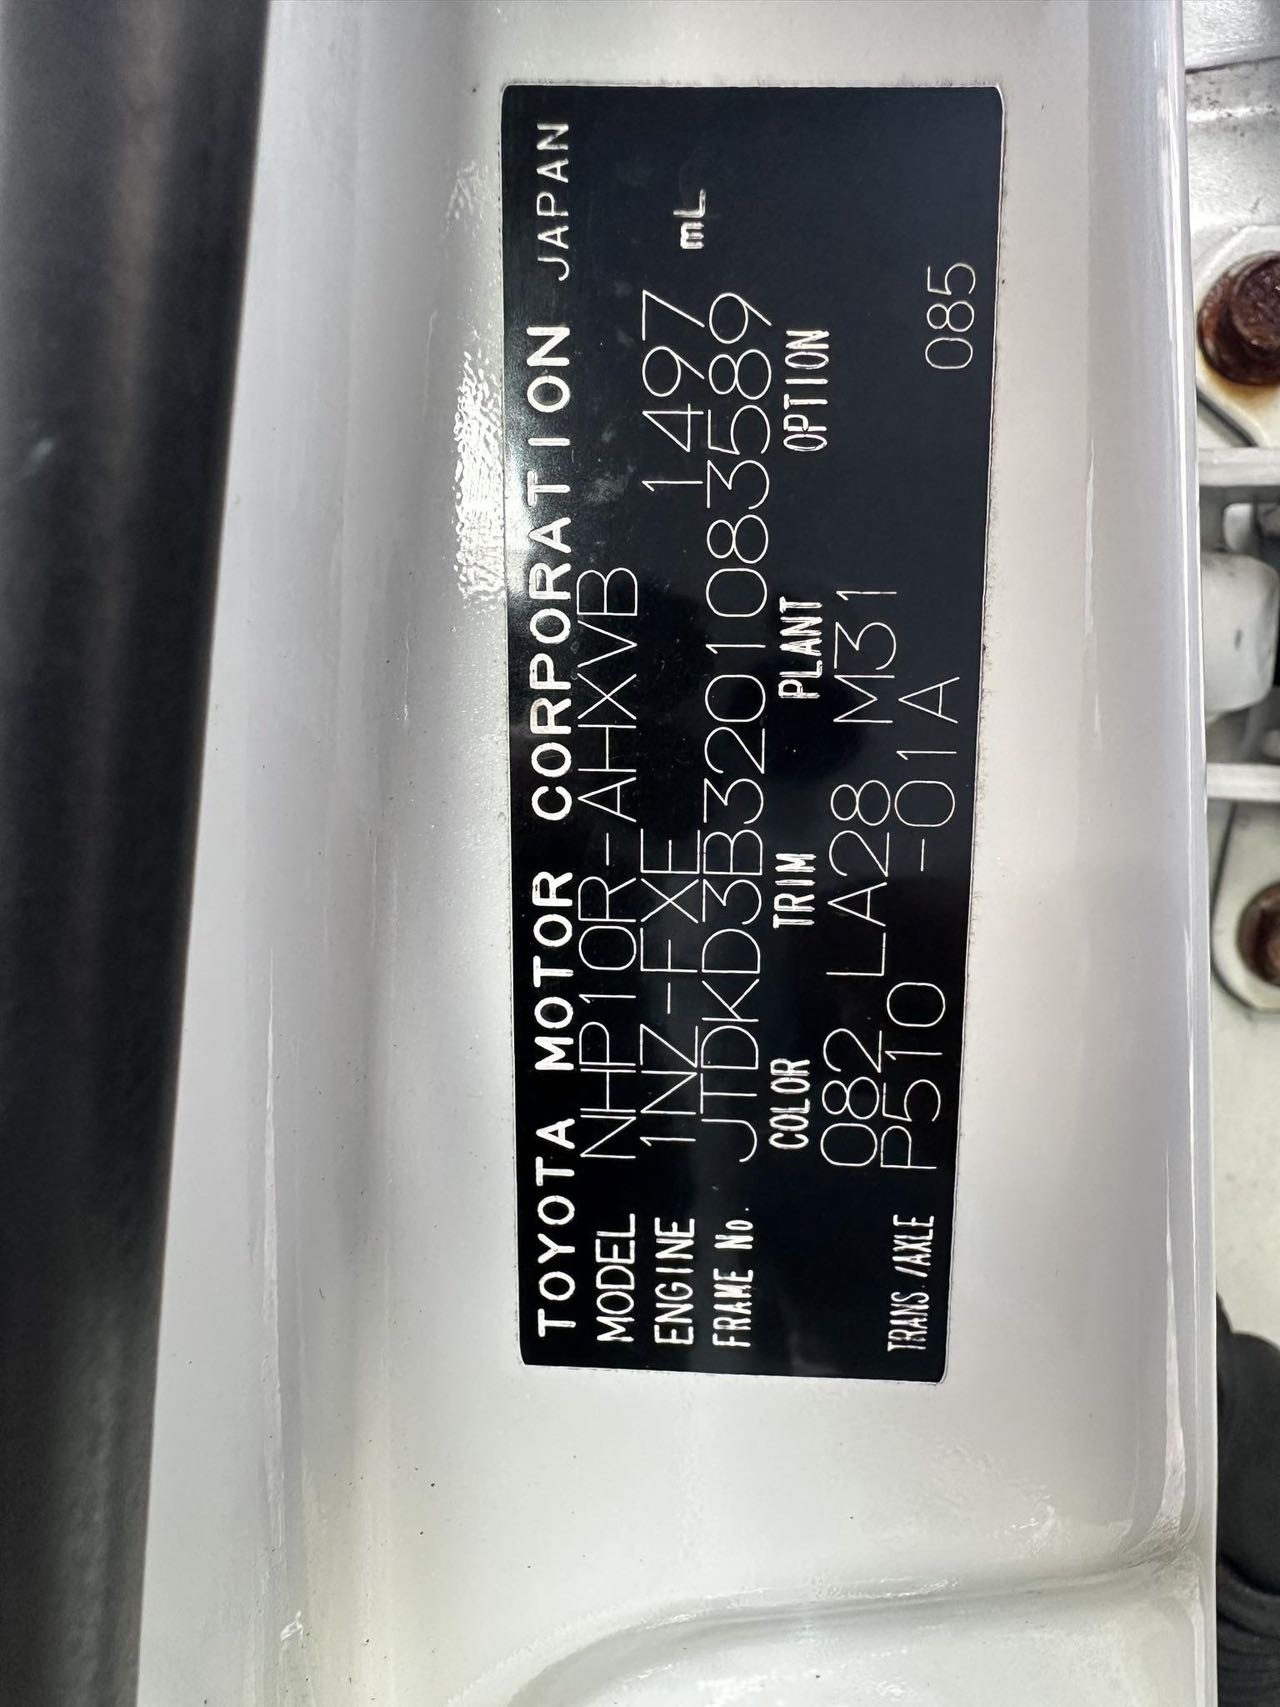 TOYOTA MOTOR CORPORATION JAPAN
MODEL NHP10R-AHXVB
ENGINE 1NZ-FXE 1497 mL
FRAME No. JTDKD3B3201083589
COLOR TRIM PLANT OPTION
082 LA28 M31
TRANS./AXLE P510 -01A 085